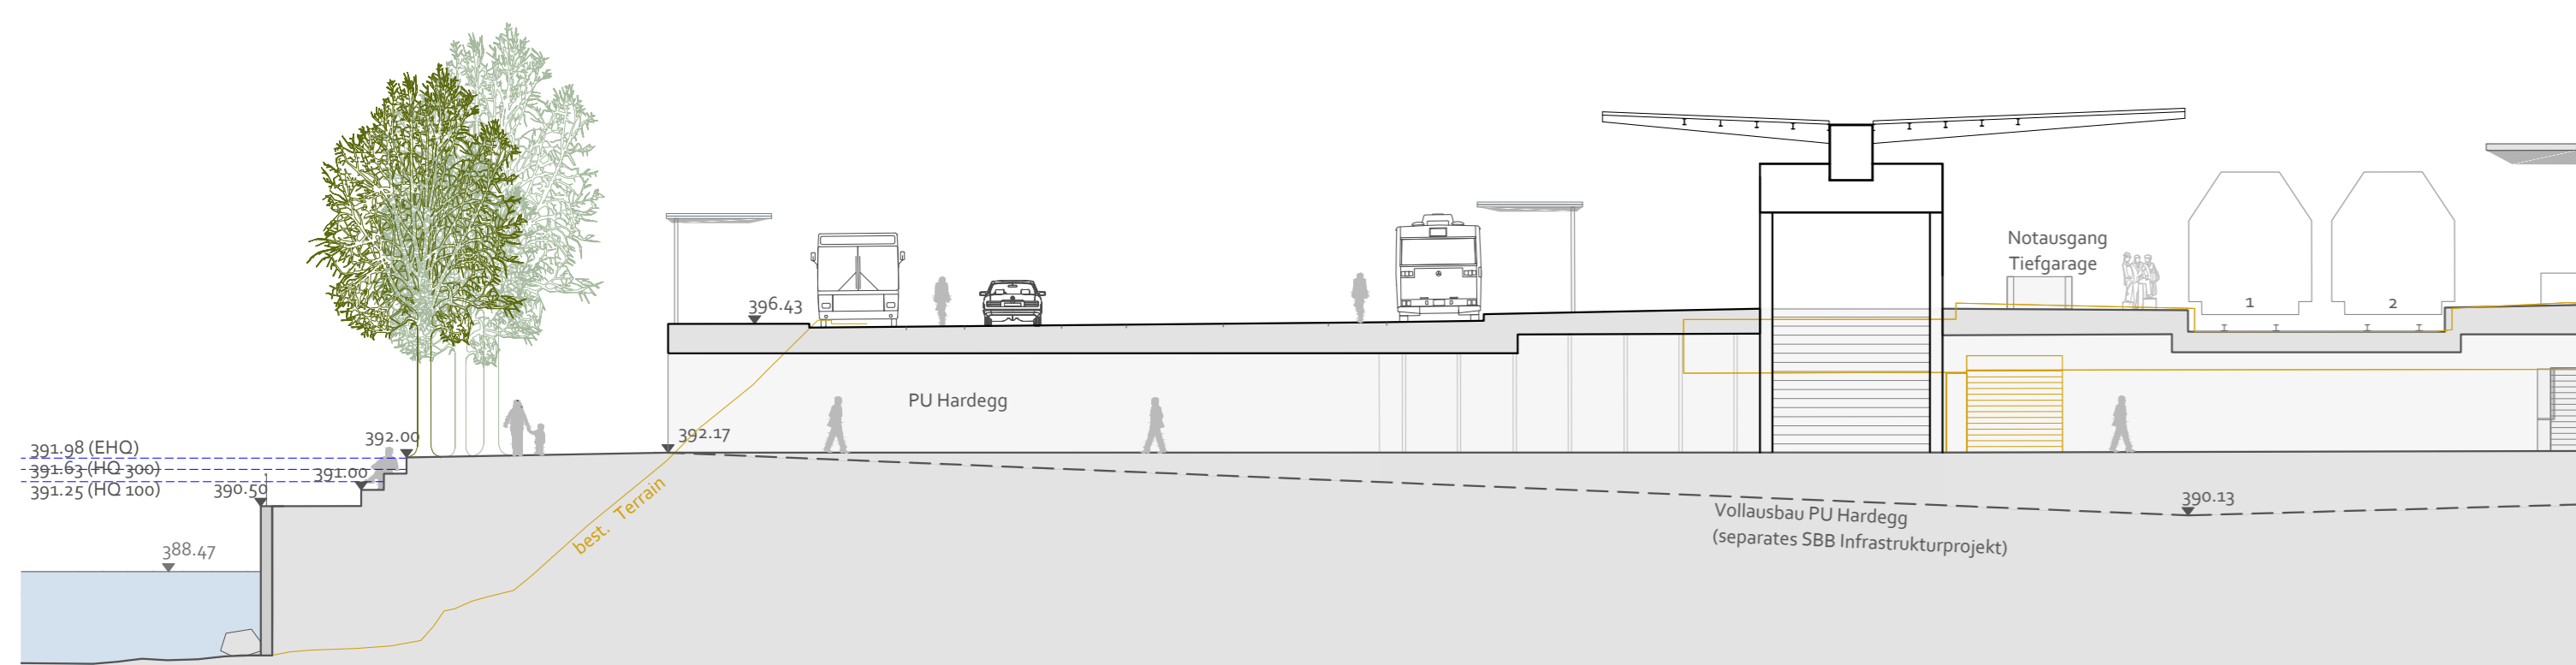 Notausgang
Tiefgarage
1
2
396.43
PU Hardegg
392.00
392.17
391.98 (EHQ)
391.63 (HQ 300)
391.25 (HQ 100)
391.00
390.50
best. Terrain
390.13
Vollausbau PU Hardegg
(separates SBB Infrastrukturprojekt)
388.47